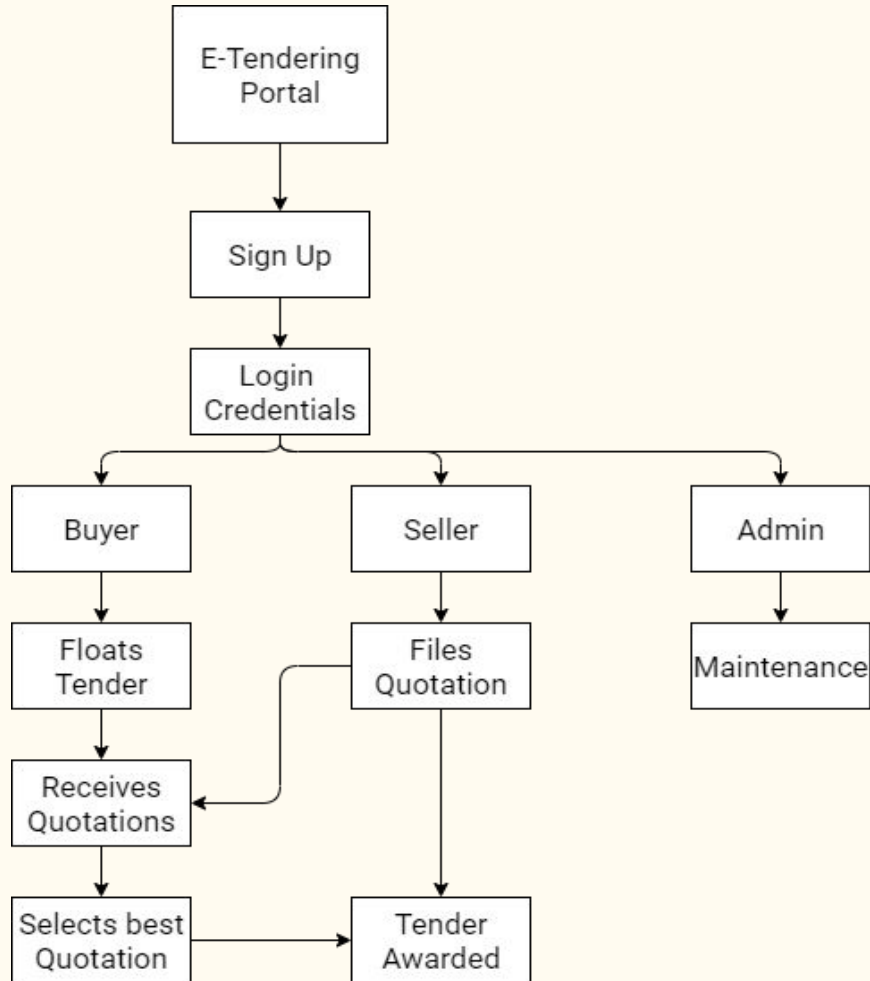 E-Tendering
Portal
Sign Up
Login
Credentials
Buyer
Seller
Admin
Floats
Tender
Files
Quotation
Maintenance
Receives
Quotations
Selects best
Quotation
Tender
Awarded